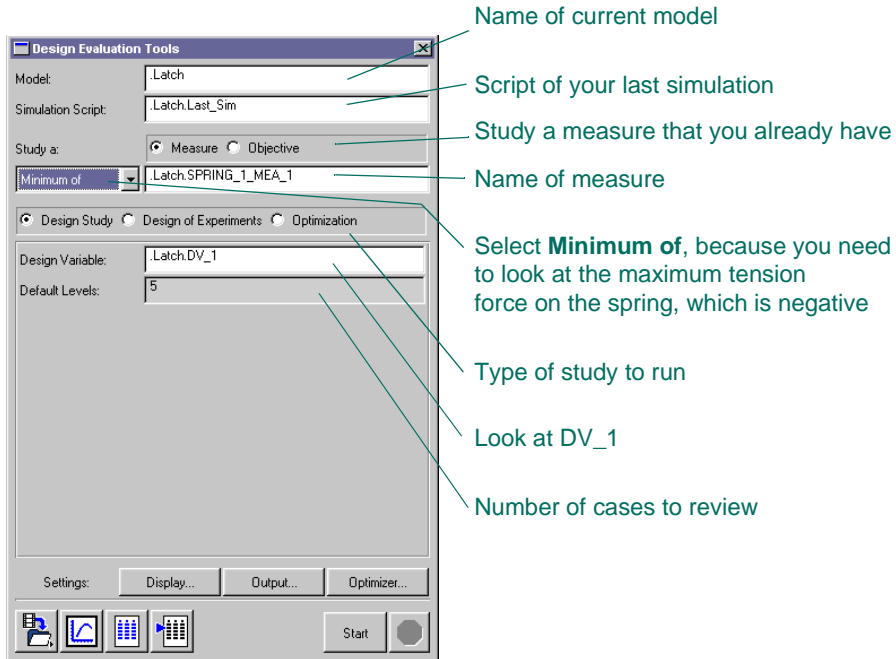 Name of current model
Design Evaluation Tools
Model:
.Latch
Simulation Script:
.Latch.Last_Sim
Script of your last simulation
Study a:
Measure
Objective
Study a measure that you already have
Minimum of
.Latch.SPRING_1_MEA_1
Name of measure
Design Study
Design of Experiments
Optimization
Select Minimum of, because you need
to look at the maximum tension
force on the spring, which is negative
Design Variable:
.Latch.DV_1
Default Levels:
5
Type of study to run
Look at DV_1
Number of cases to review
Settings:
Display...
Output...
Optimizer...
Start